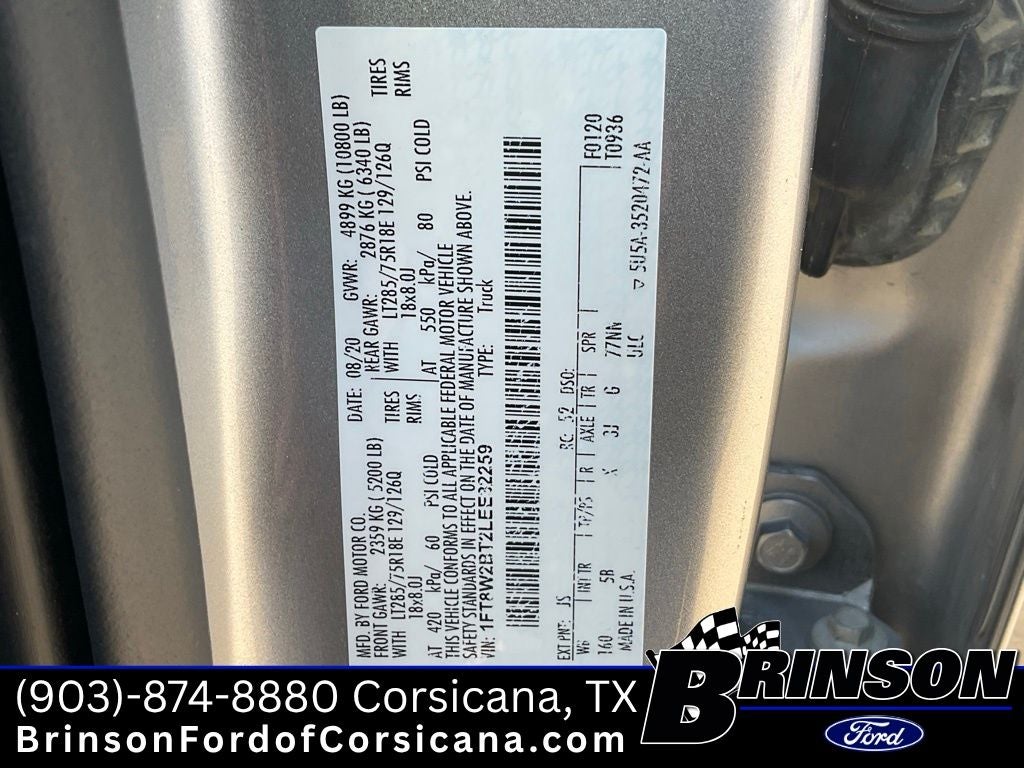 MFD. BY FORD MOTOR CO. DATE: 08/20 GVWR: 4899 KG (10800 LB)
FRONT GAWR: 2359 KG ( 5200 LB) REAR GAWR: 2876 KG ( 6340 LB)
WITH LT285/75R18E 129/126Q TIRES WITH LT285/75R18E 129/126Q TIRES
18x8.0J RIMS 18x8.0J RIMS
AT 420 kPa/ 60 PSI COLD AT 550 kPa/ 80 PSI COLD
THIS VEHICLE CONFORMS TO ALL APPLICABLE FEDERAL MOTOR VEHICLE
SAFETY STANDARDS IN EFFECT ON THE DATE OF MANUFACTURE SHOWN ABOVE.
VIN: TYPE: Truck
EXT PNT: JS RC: 52 DSO:
WB INT TR TP/PS R AXLE TR SPR F0120
160 5B X 3J G 77NN T0936
MADE IN U.S.A. ULC
▽ 5U5A-3520472-AA
(903)-874-8880 Corsicana, TX
BrinsonFordofCorsicana.com
BRINSON
Ford